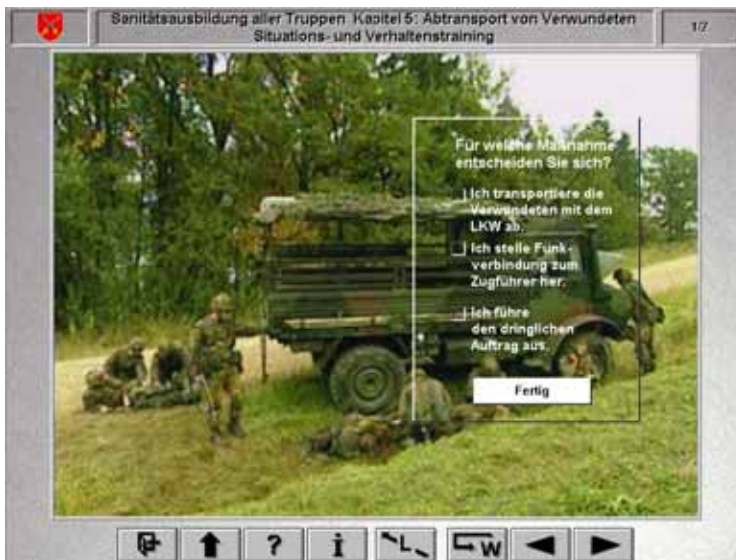 Sanitätsausbildung aller Truppen Kapitel 5: Abtransport von Verwundeten
Situations- und Verhaltenstraining
1/7
Für welche Maßnahme
entscheiden Sie sich?
Ich transportiere die
Verwundeten mit dem
LKW ab.
Ich stelle Funk-
verbindung zum
Zugführer her.
Ich führe
den dringlichen
Auftrag aus.
Fertig
? i L W